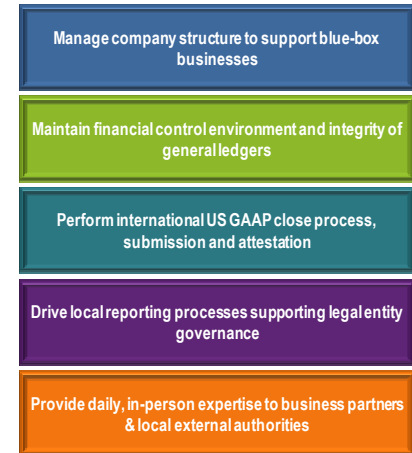 Manage company structure to support blue-box
businesses
Maintain financial control environment and integrity of
general ledgers
Perform international US GAAP close process,
submission and attestation
Drive local reporting processes supporting legal entity
governance
Provide daily, in-person expertise to business partners
& local external authorities